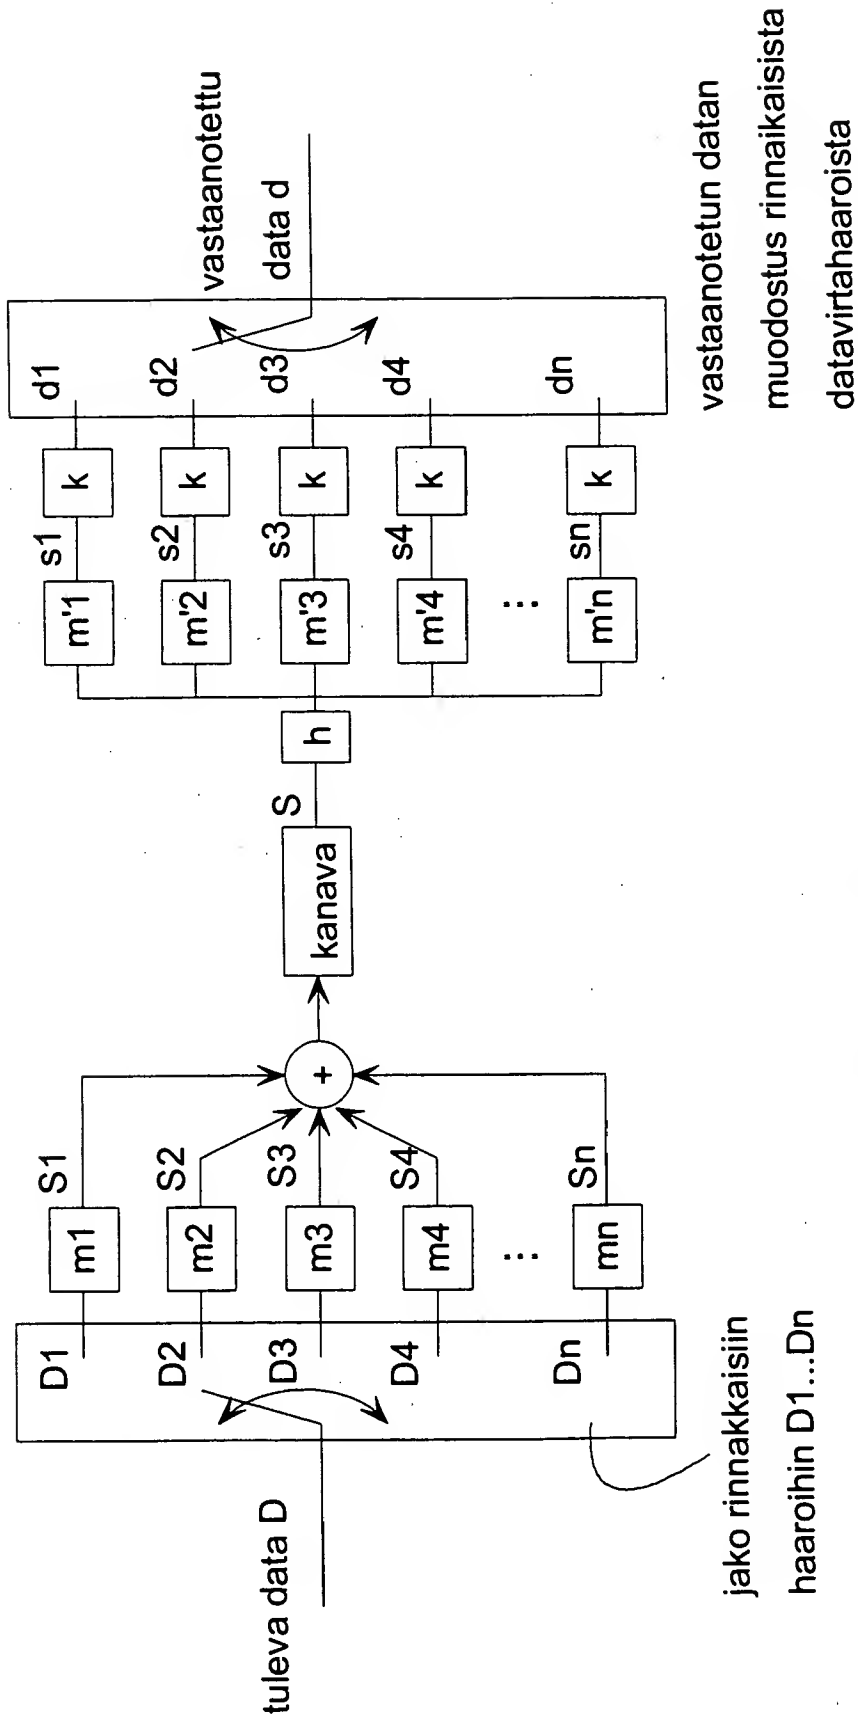 tuleva data D
jako rinnakkaisiin
haaroihin D1...Dn
D1
D2
D3
D4
Dn
m1
m2
m3
m4
...
mn
S1
S2
S3
S4
Sn
+
kanava
S
h
m'1
m'2
m'3
m'4
...
m'n
s1
s2
s3
s4
sn
k
k
k
k
k
d1
d2
d3
d4
dn
vastaanotettu
data d
vastaanotetun datan
muodostus rinnaikaisista
datavirtahaaroista